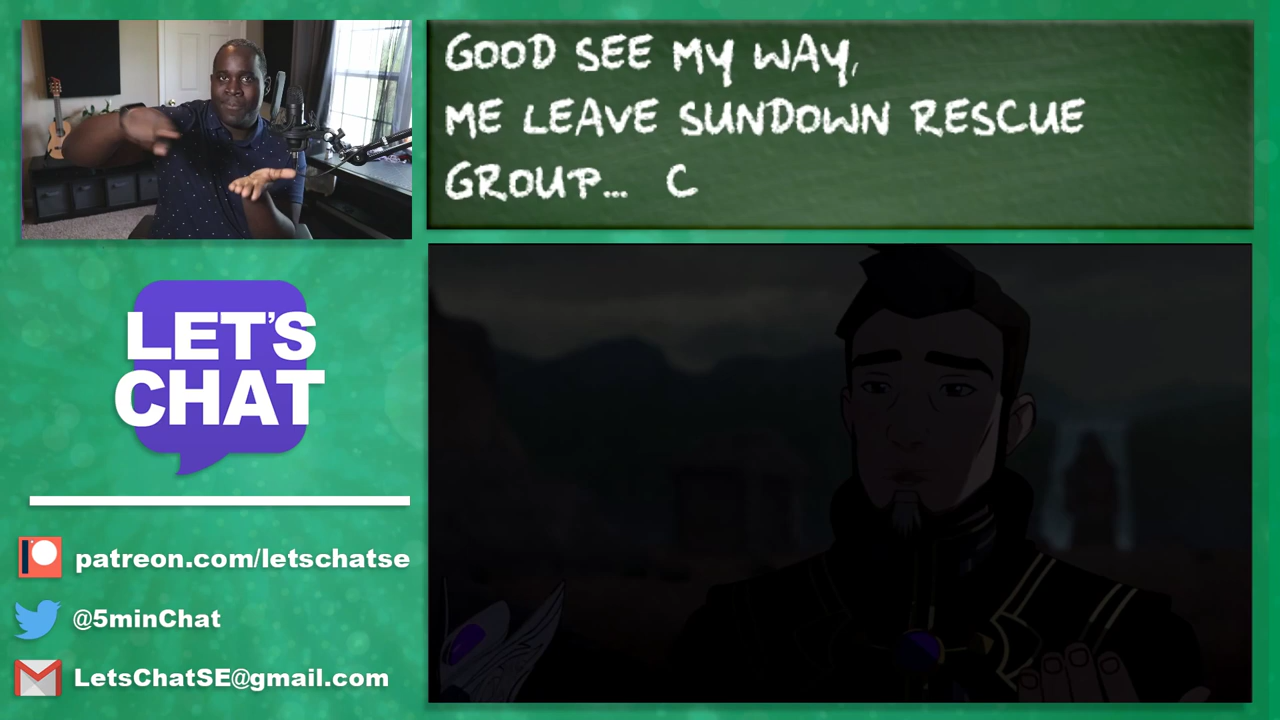 GOOD SEE MY WAY,
ME LEAVE SUNDOWN RESCUE
GROUP... C
LET'S
CHAT
patreon.com/letschatse
@5minChat
LetsChatSE@gmail.com